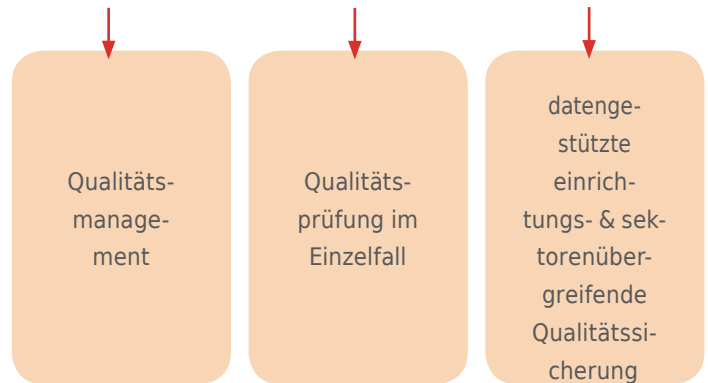 Qualitäts-
manage-
ment
Qualitäts-
prüfung im
Einzelfall
datenge-
stützte
einrich-
tungs- & sek-
torenüber-
greifende
Qualitätssi-
cherung